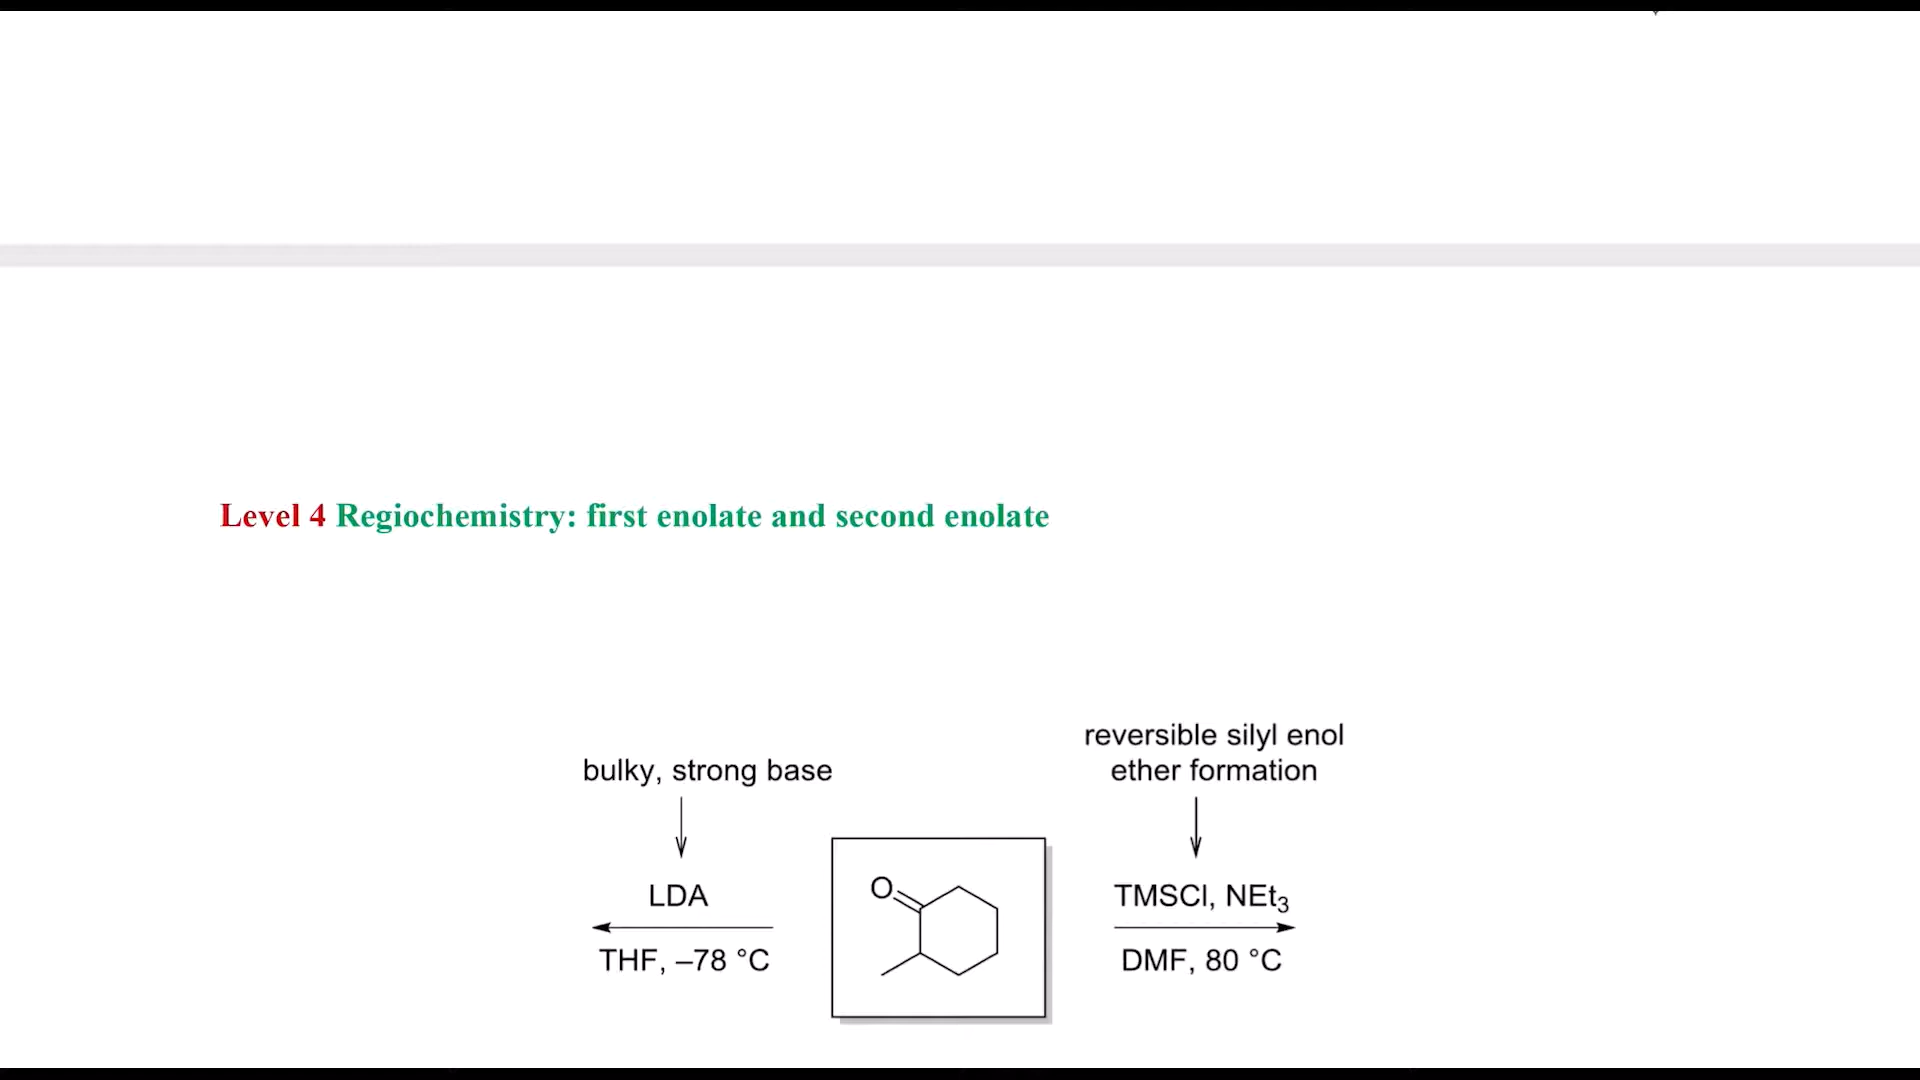 Level 4 Regiochemistry: first enolate and second enolate
reversible silyl enol
ether formation
bulky, strong base
LDA
THF, –78 °C
O
TMSCl, NEt₃
DMF, 80 °C